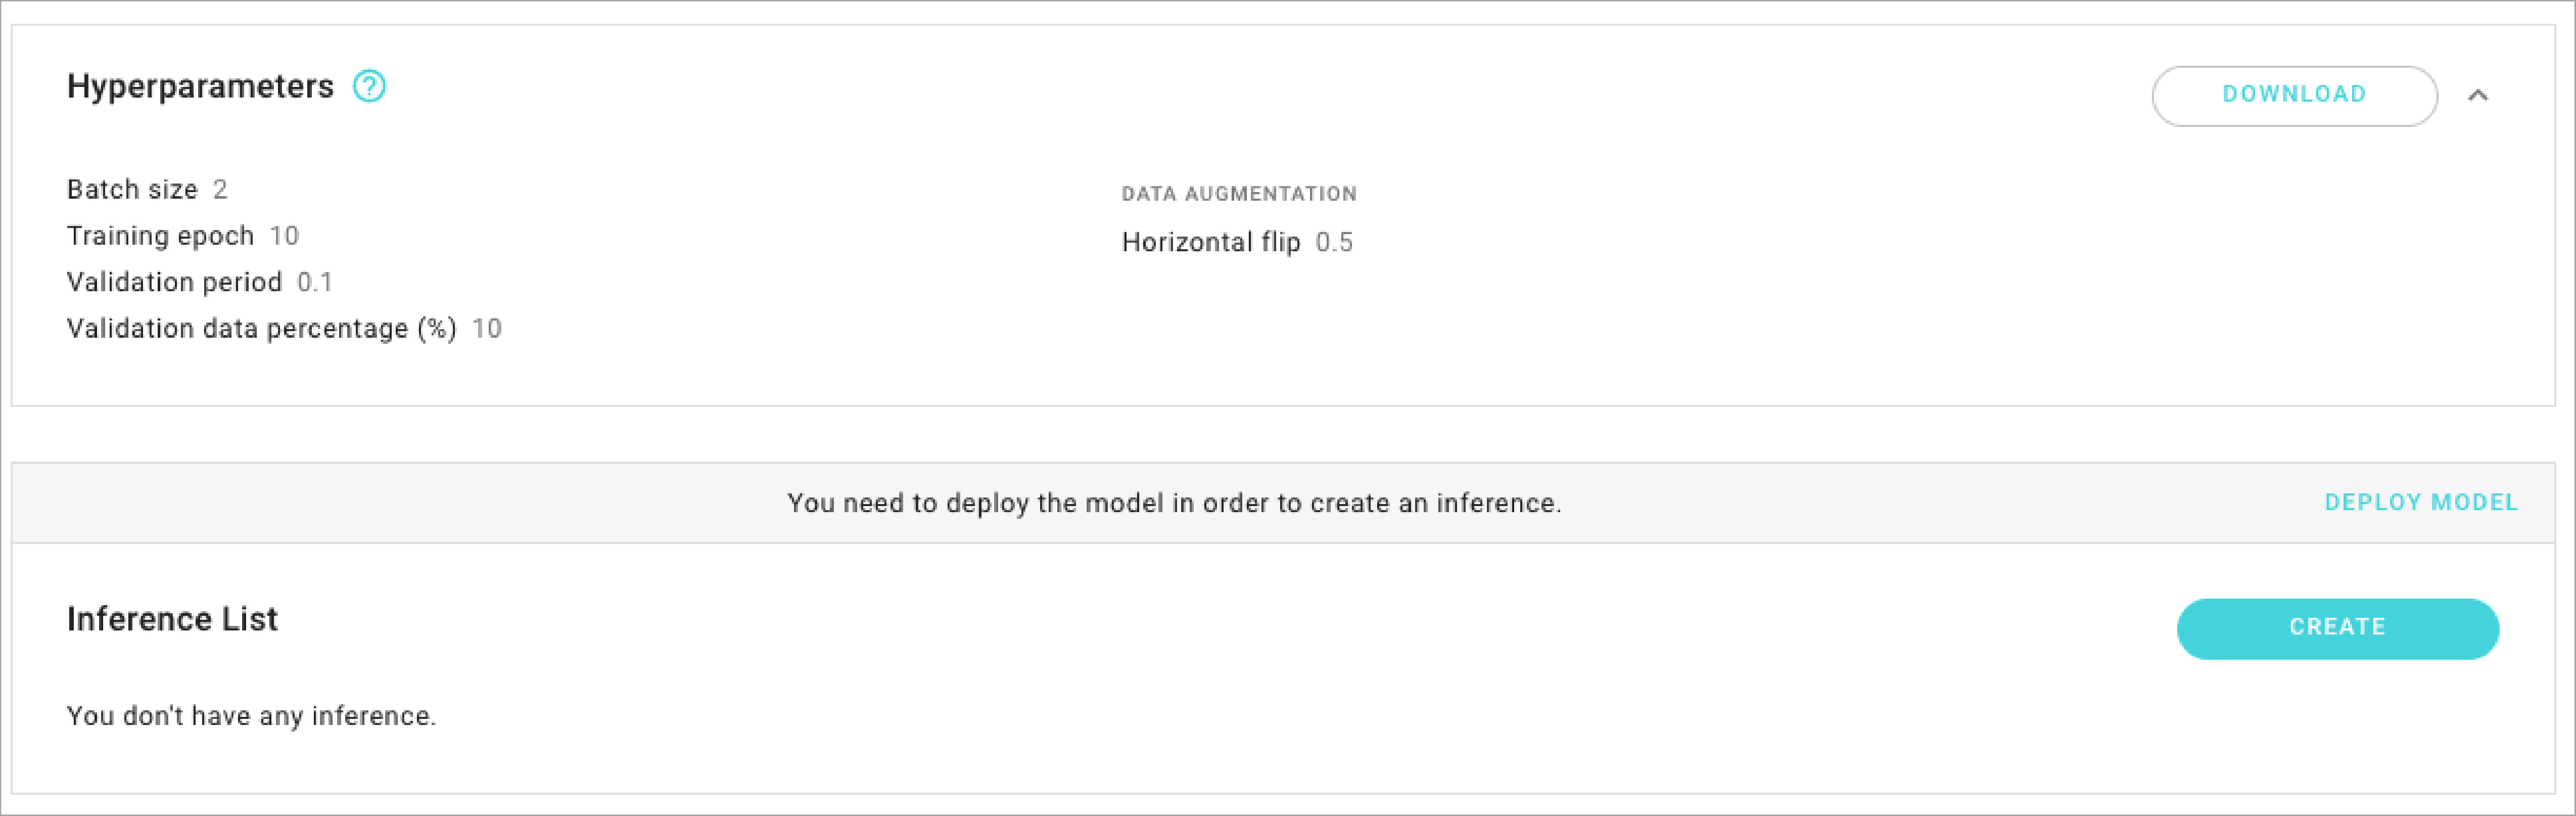 Hyperparameters ?
DOWNLOAD
Batch size 2
Training epoch 10
Validation period 0.1
Validation data percentage (%) 10
DATA AUGMENTATION
Horizontal flip 0.5
You need to deploy the model in order to create an inference.
DEPLOY MODEL
Inference List
CREATE
You don't have any inference.